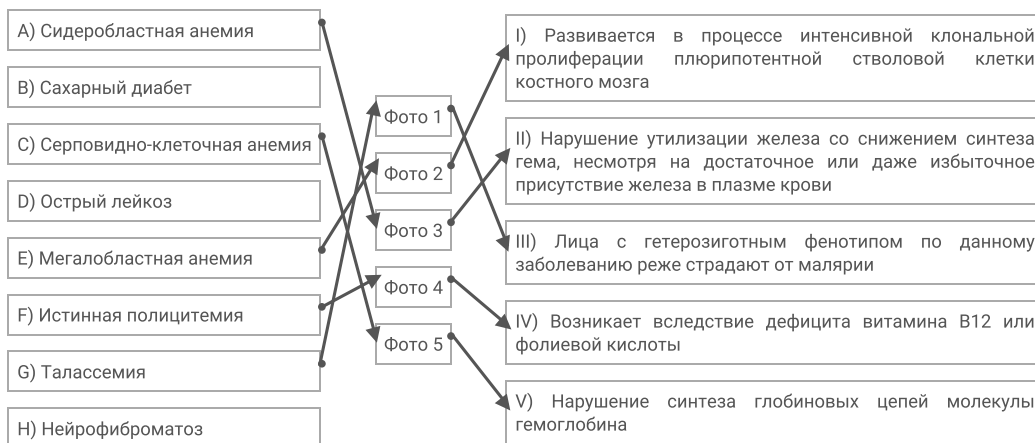 A) Сидеробластная анемия
B) Сахарный диабет
C) Серповидно-клеточная анемия
D) Острый лейкоз
E) Мегалобластная анемия
F) Истинная полицитемия
G) Талассемия
H) Нейрофиброматоз
Фото 1
Фото 2
Фото 3
Фото 4
Фото 5
I) Развивается в процессе интенсивной клональной
пролиферации плюрипотентной стволовой клетки
костного мозга
II) Нарушение утилизации железа со снижением синтеза
гема, несмотря на достаточное или даже избыточное
присутствие железа в плазме крови
III) Лица с гетерозиготным фенотипом по данному
заболеванию реже страдают от малярии
IV) Возникает вследствие дефицита витамина B12 или
фолиевой кислоты
V) Нарушение синтеза глобиновых цепей молекулы
гемоглобина